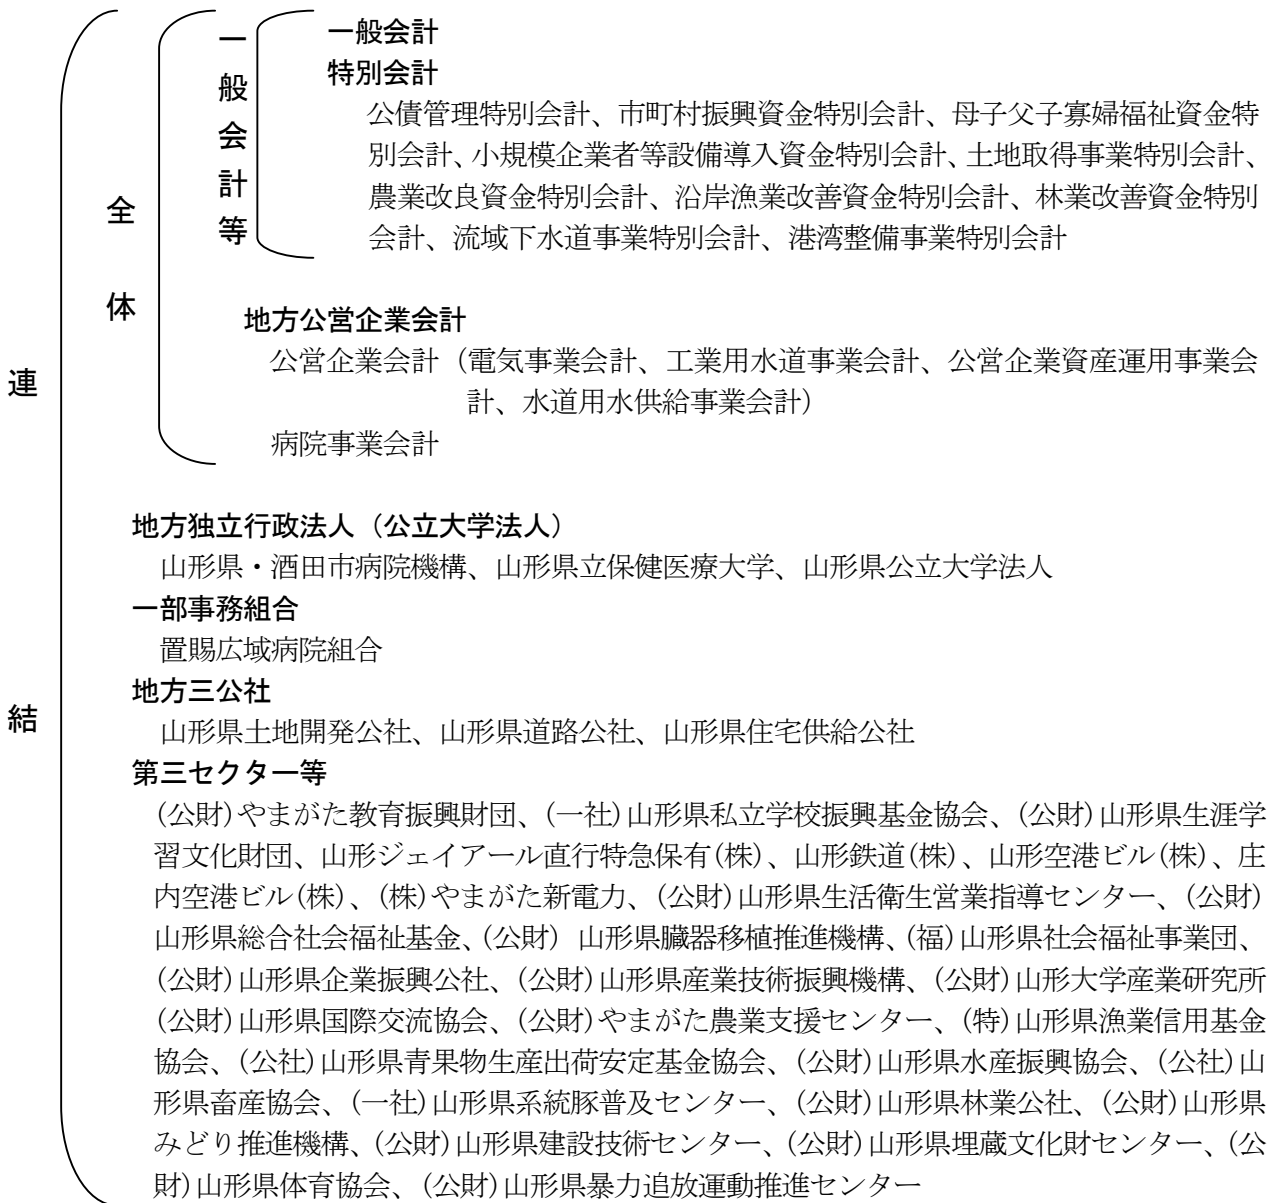 連結
全体
一般会計等
一般会計
特別会計
公債管理特別会計、市町村振興資金特別会計、母子父子寡婦福祉資金特
別会計、小規模企業者等設備導入資金特別会計、土地取得事業特別会計、
農業改良資金特別会計、沿岸漁業改善資金特別会計、林業改善資金特別
会計、流域下水道事業特別会計、港湾整備事業特別会計
地方公営企業会計
公営企業会計（電気事業会計、工業用水道事業会計、公営企業資産運用事業会
計、水道用水供給事業会計）
病院事業会計
地方独立行政法人（公立大学法人）
山形県・酒田市病院機構、山形県立保健医療大学、山形県公立大学法人
一部事務組合
置賜広域病院組合
地方三公社
山形県土地開発公社、山形県道路公社、山形県住宅供給公社
第三セクター等
(公財)やまがた教育振興財団、(一社)山形県私立学校振興基金協会、(公財)山形県生涯学
習文化財団、山形ジェイアール直行特急保有(株)、山形鉄道(株)、山形空港ビル(株)、庄
内空港ビル(株)、(株)やまがた新電力、(公財)山形県生活衛生営業指導センター、(公財)
山形県総合社会福祉基金、(公財) 山形県臓器移植推進機構、(福)山形県社会福祉事業団、
(公財)山形県企業振興公社、(公財)山形県産業技術振興機構、(公財)山形大学産業研究所
(公財)山形県国際交流協会、(公財)やまがた農業支援センター、(特)山形県漁業信用基金
協会、(公社)山形県青果物生産出荷安定基金協会、(公財)山形県水産振興協会、(公社)山
形県畜産協会、(一社)山形県系統豚普及センター、(公財)山形県林業公社、(公財)山形県
みどり推進機構、(公財)山形県建設技術センター、(公財)山形県埋蔵文化財センター、(公
財)山形県体育協会、(公財)山形県暴力追放運動推進センター